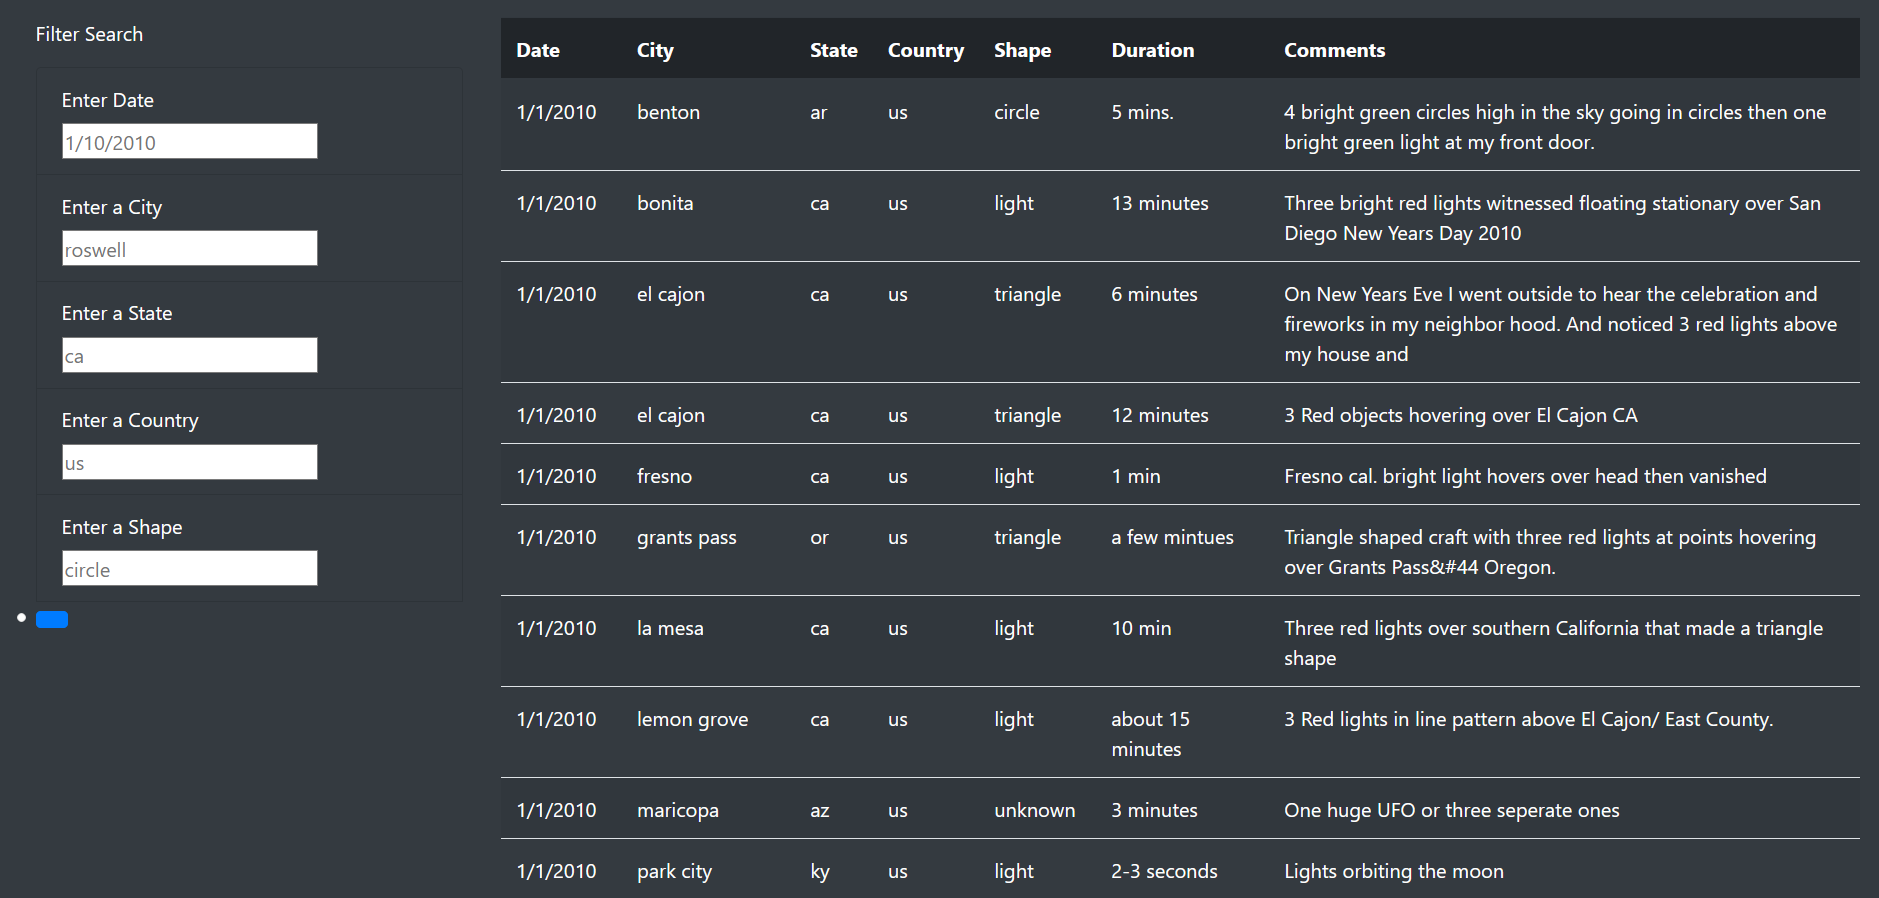 Filter Search
Enter Date
1/10/2010
Enter a City
roswell
Enter a State
ca
Enter a Country
us
Enter a Shape
circle
Date City State Country Shape Duration Comments
1/1/2010 benton ar us circle 5 mins. 4 bright green circles high in the sky going in circles then one
bright green light at my front door.
1/1/2010 bonita ca us light 13 minutes Three bright red lights witnessed floating stationary over San
Diego New Years Day 2010
1/1/2010 el cajon ca us triangle 6 minutes On New Years Eve I went outside to hear the celebration and
fireworks in my neighbor hood. And noticed 3 red lights above
my house and
1/1/2010 el cajon ca us triangle 12 minutes 3 Red objects hovering over El Cajon CA
1/1/2010 fresno ca us light 1 min Fresno cal. bright light hovers over head then vanished
1/1/2010 grants pass or us triangle a few mintues Triangle shaped craft with three red lights at points hovering
over Grants Pass&#44 Oregon.
1/1/2010 la mesa ca us light 10 min Three red lights over southern California that made a triangle
shape
1/1/2010 lemon grove ca us light about 15 3 Red lights in line pattern above El Cajon/ East County.
minutes
1/1/2010 maricopa az us unknown 3 minutes One huge UFO or three seperate ones
1/1/2010 park city ky us light 2-3 seconds Lights orbiting the moon